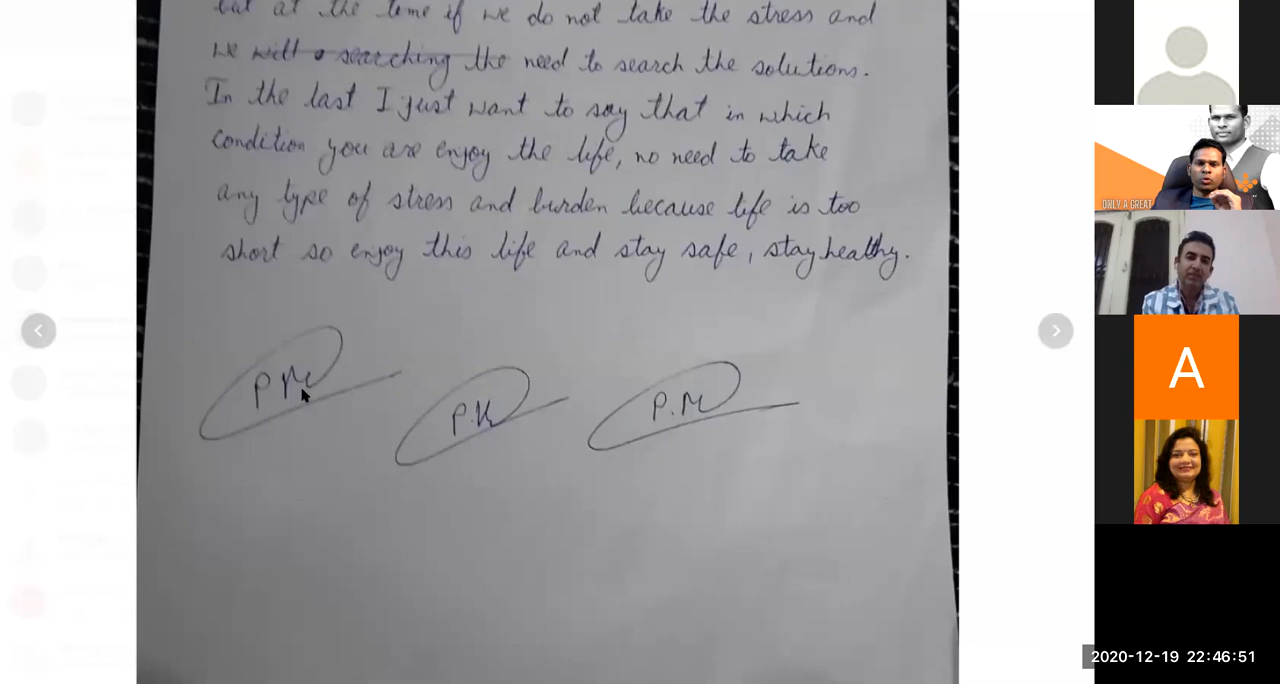 but at the time if we do not take the stress and
we will searching the need to search the solutions.
In the last I just want to say that in which
condition you are enjoy the life, no need to take
any type of stress and burden because life is too
short so enjoy this life and stay safe, stay healthy.
P.M
P.M
P.M
ONLY A GREAT
A
2020-12-19 22:46:51